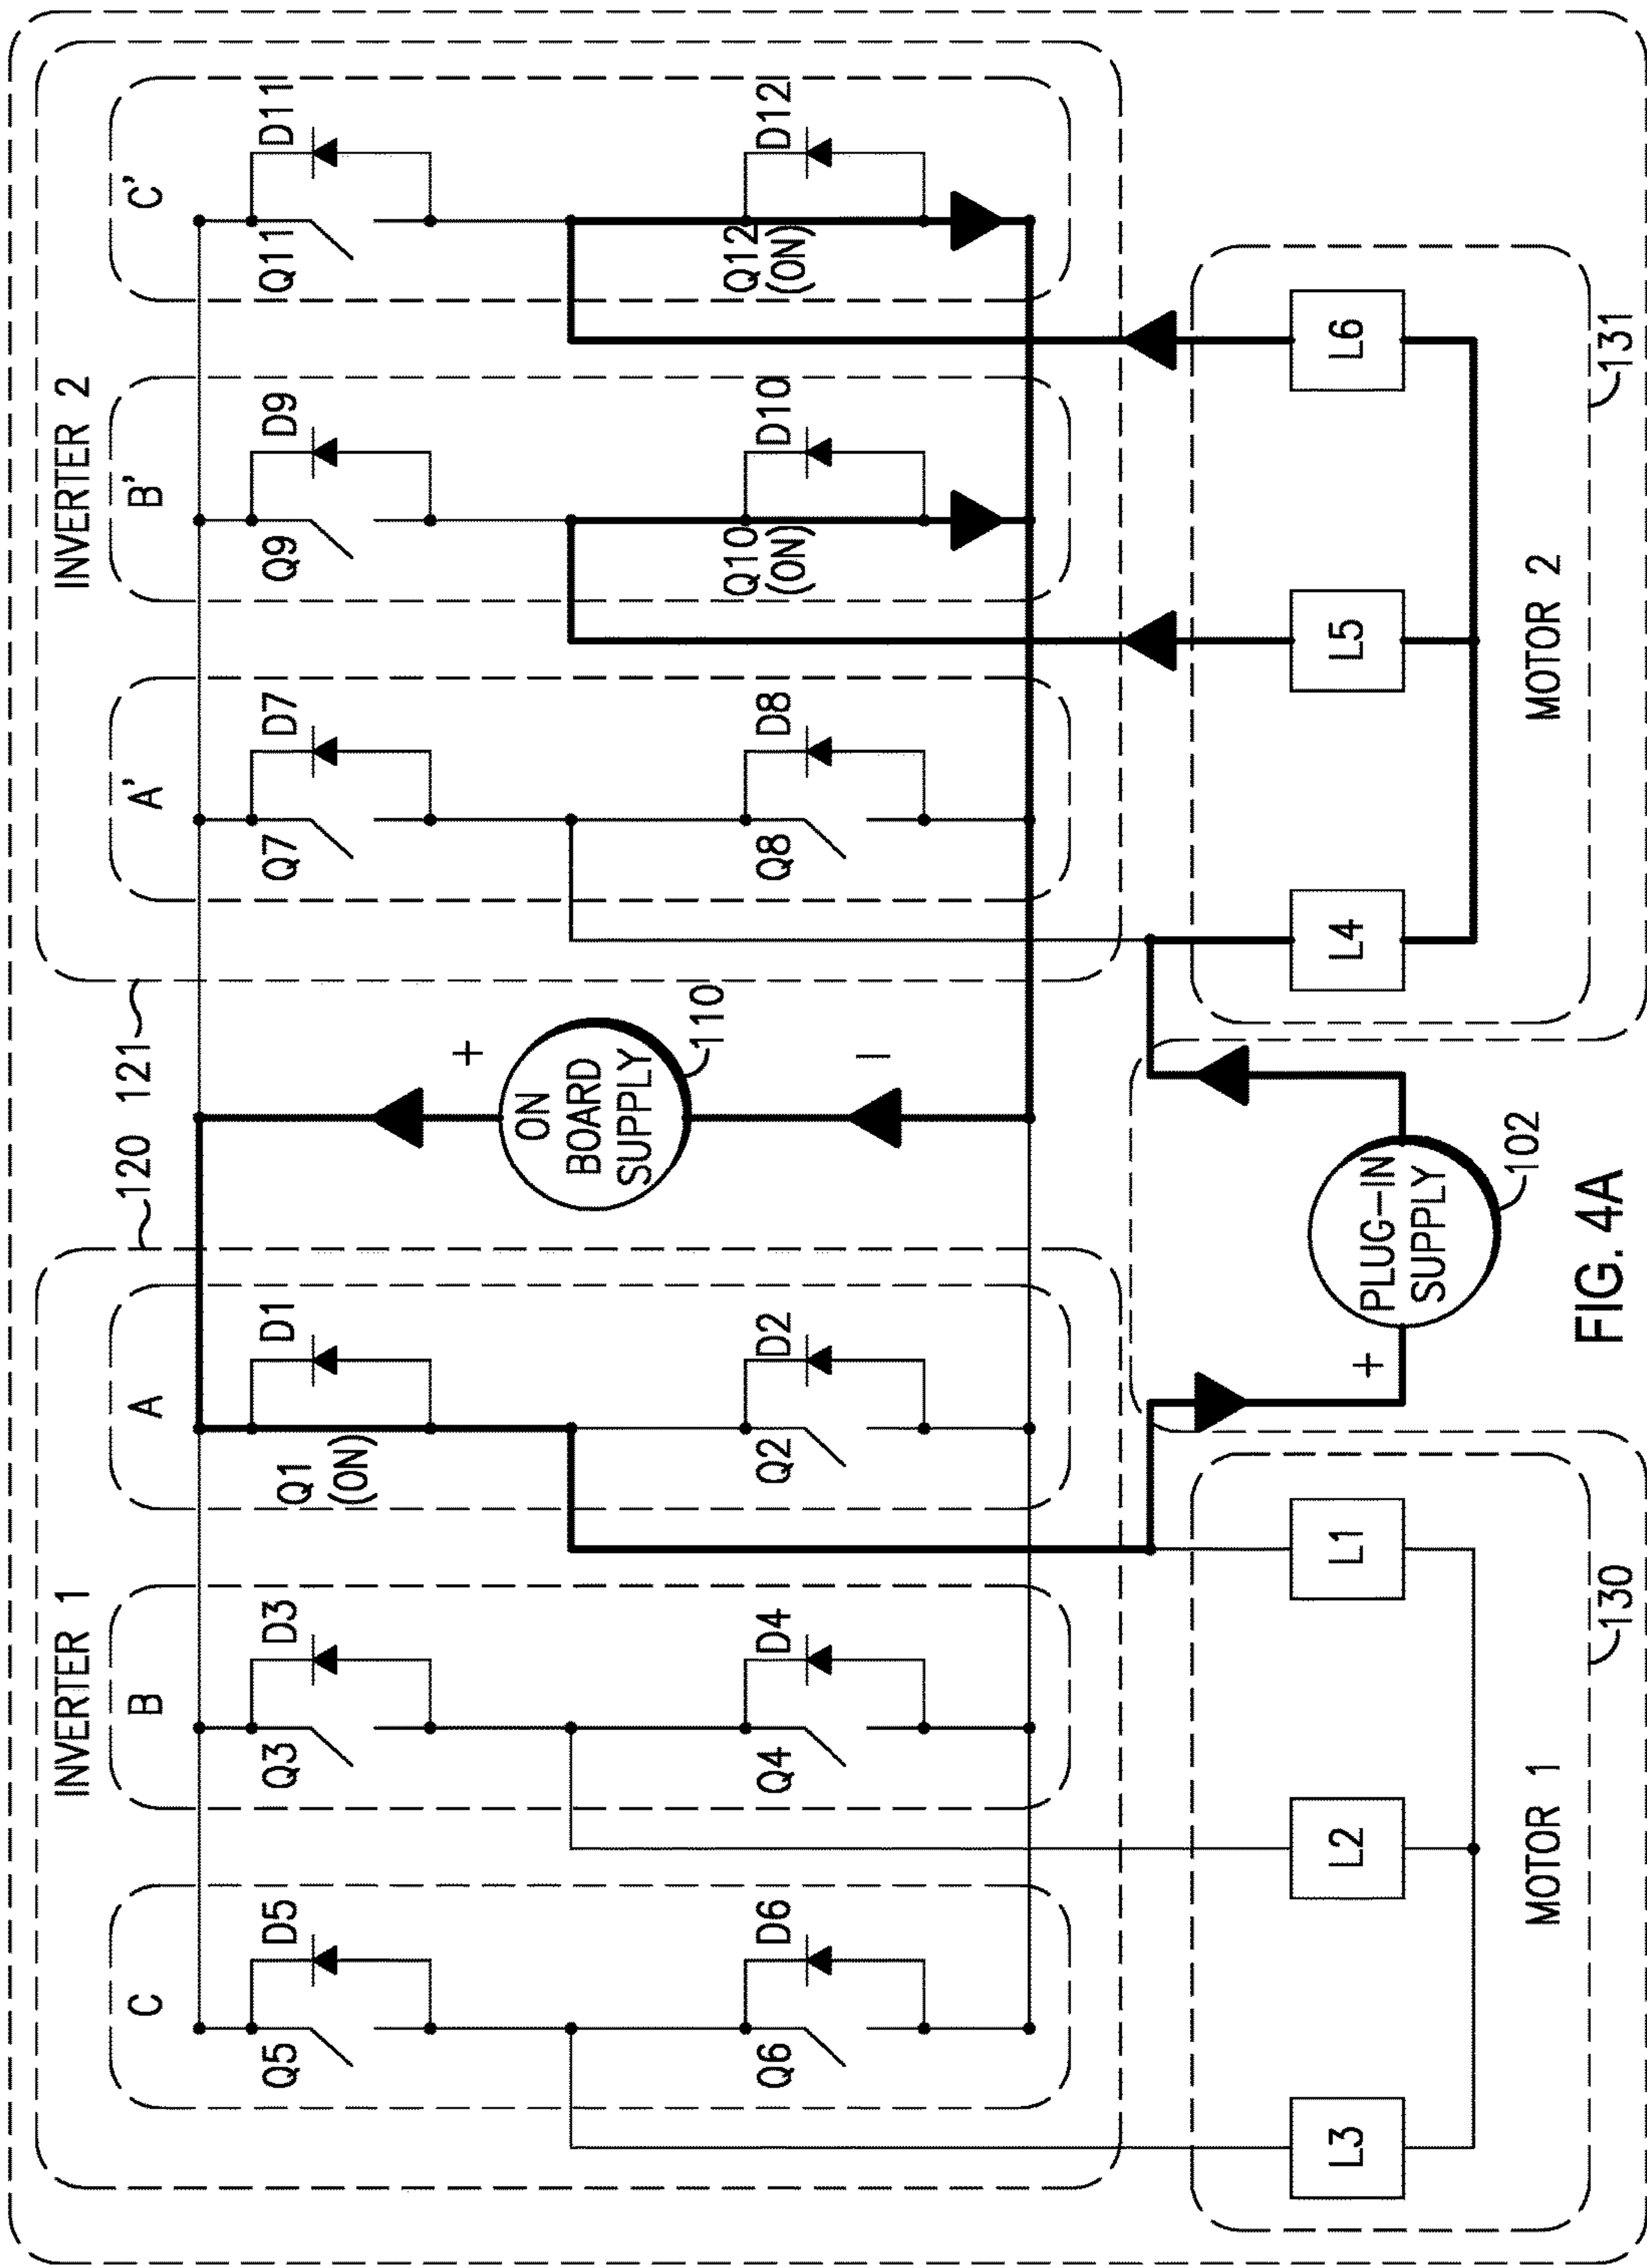 INVERTER 1
INVERTER 2
120
121
C
B
A
A'
B'
C'
Q5
D5
Q3
D3
Q1
(ON)
D1
Q7
D7
Q9
D9
Q11
D11
+
ON
BOARD
SUPPLY
110
−
Q6
D6
Q4
D4
Q2
D2
Q8
D8
Q10
(ON)
D10
Q12
(ON)
D12
L3
L2
L1
+
PLUG-IN
SUPPLY
102
L4
L5
L6
MOTOR 1
130
MOTOR 2
131
FIG. 4A